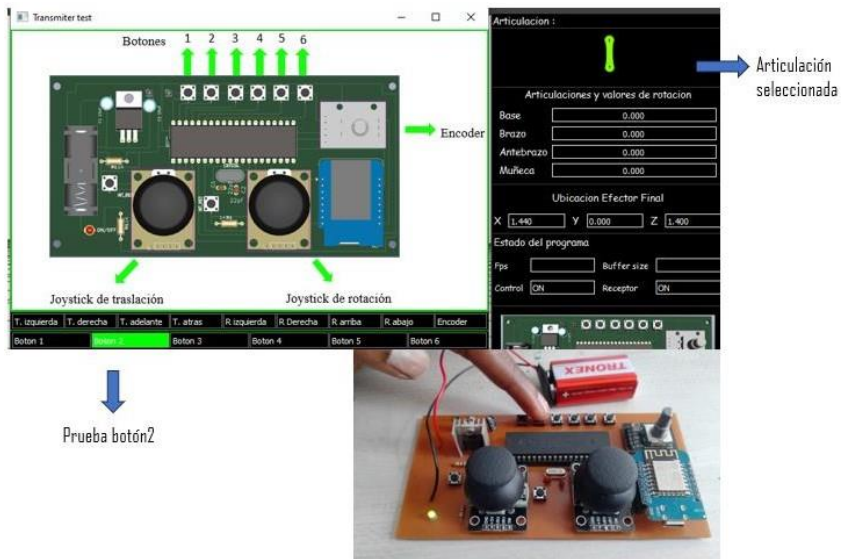 Transmiter test
Botones
1 2 3 4 5 6
Encoder
ON/OFF
Joystick de traslación
Joystick de rotación
T. izquierda T. derecha T. adelante T. atras R izquierda R Derecha R arriba R abajo Encoder
Boton 1 Boton 2 Boton 3 Boton 4 Boton 5 Boton 6
Articulacion :
Articulación
seleccionada
Articulaciones y valores de rotacion
Base 0.000
Brazo 0.000
Antebrazo 0.000
Muñeca 0.000
Ubicacion Efector Final
X 1.440 Y 0.000 Z 1.400
Estado del programa
Fps Buffer size
Control ON Receptor ON
Prueba botón2
TRONEX